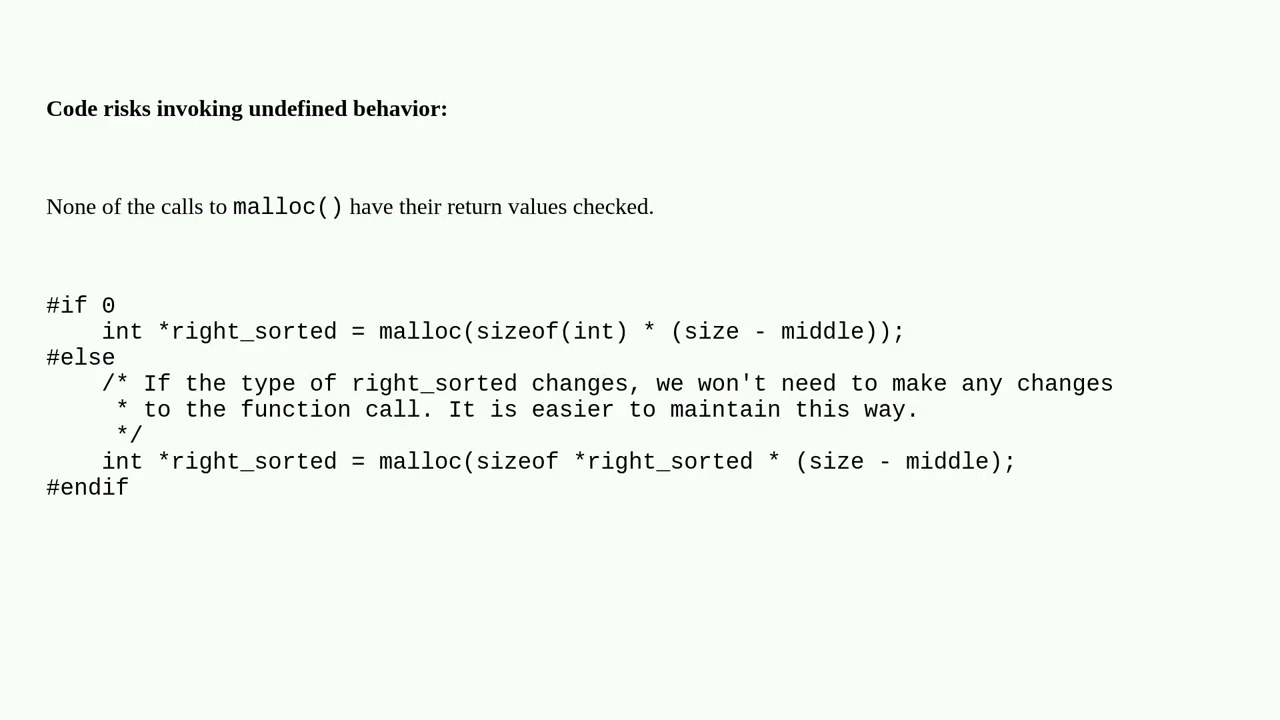 Code risks invoking undefined behavior:
None of the calls to malloc() have their return values checked.
#if 0
    int *right_sorted = malloc(sizeof(int) * (size - middle));
#else
    /* If the type of right_sorted changes, we won't need to make any changes
     * to the function call. It is easier to maintain this way.
     */
    int *right_sorted = malloc(sizeof *right_sorted * (size - middle);
#endif